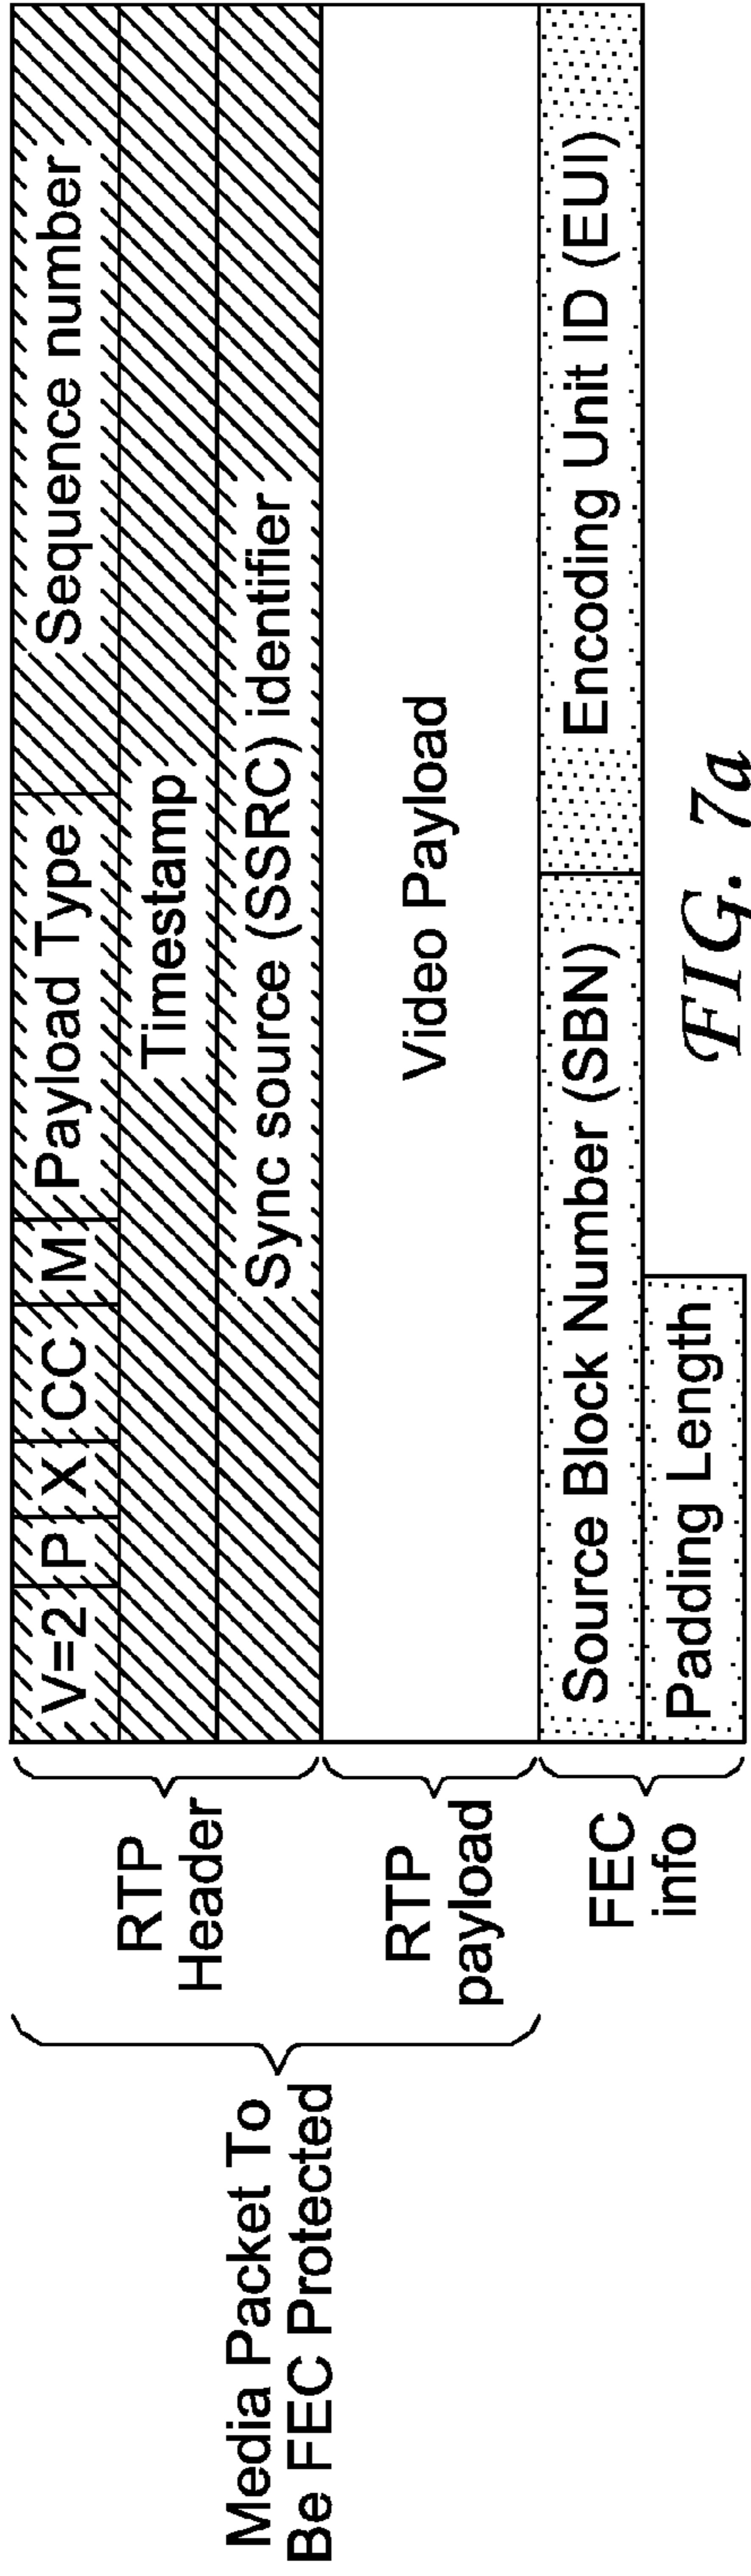 Media Packet To
Be FEC Protected
RTP
Header
V=2 P X CC M Payload Type Sequence number
Timestamp
Sync source (SSRC) identifier
RTP
payload
Video Payload
FEC
info
Source Block Number (SBN) Encoding Unit ID (EUI)
Padding Length
FIG. 7a